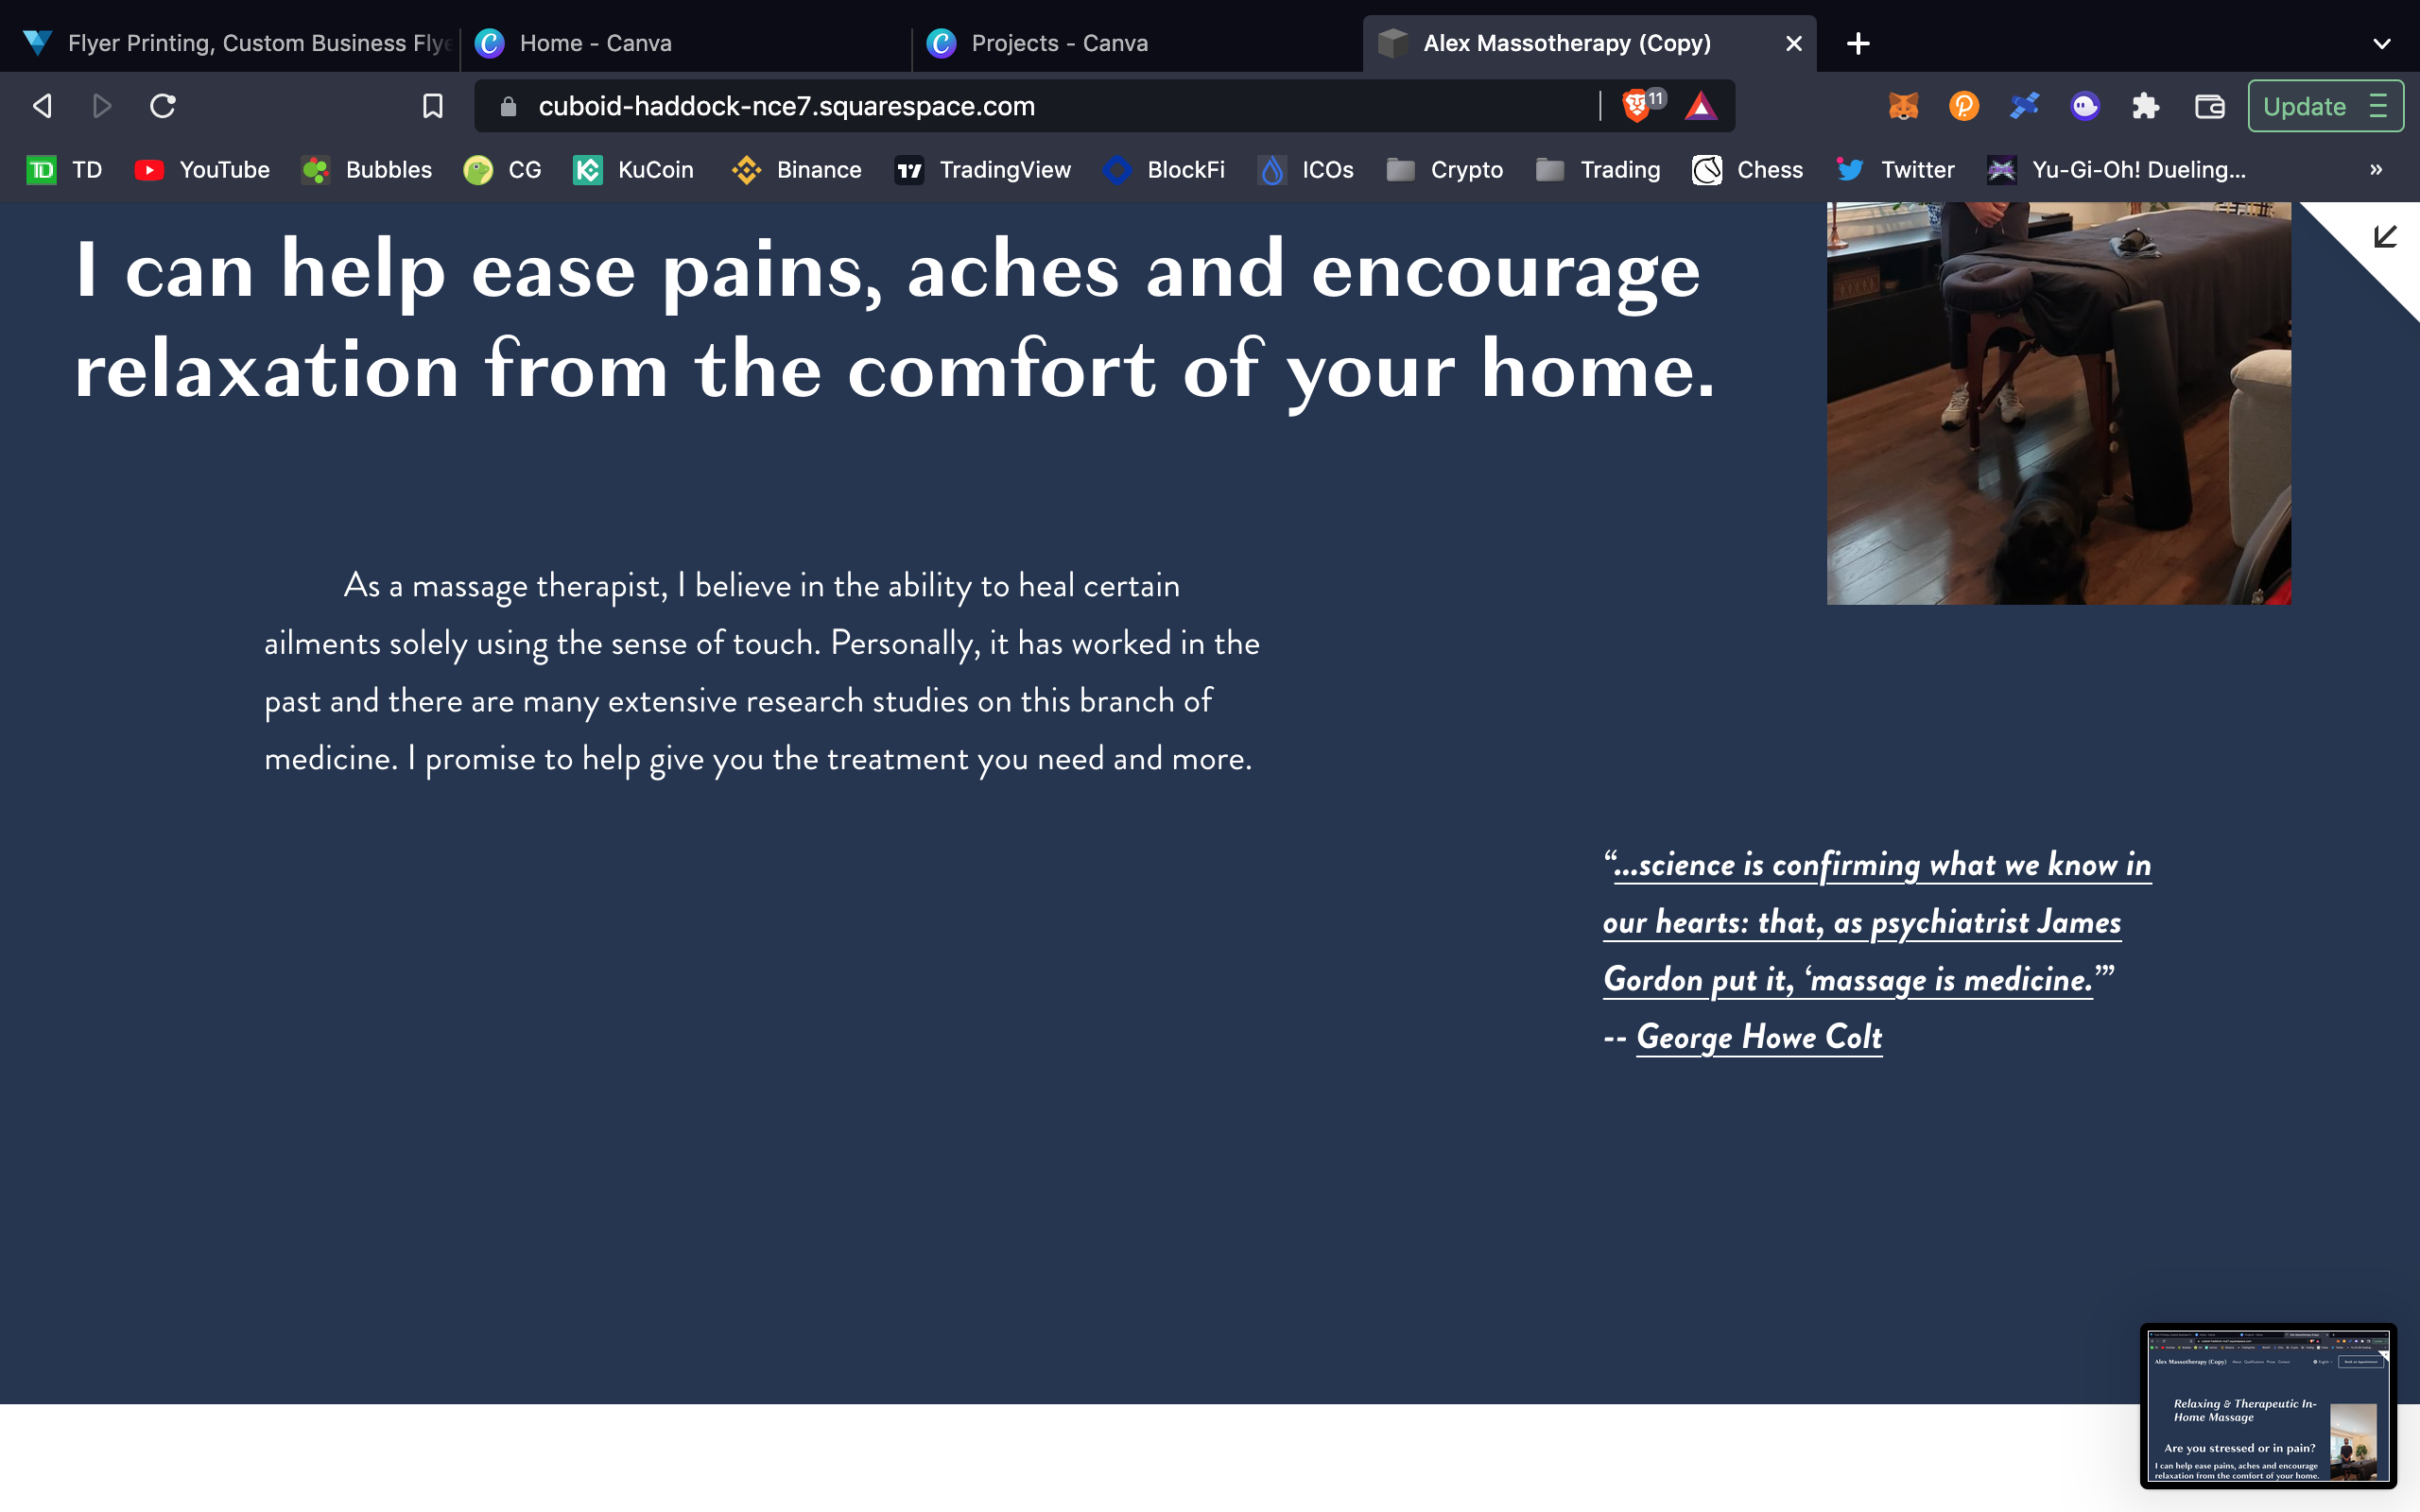 Flyer Printing, Custom Business Flye
Home - Canva
Projects - Canva
Alex Massotherapy (Copy)
cuboid-haddock-nce7.squarespace.com
11
Update
TD
YouTube
Bubbles
CG
KuCoin
Binance
TradingView
BlockFi
ICOs
Crypto
Trading
Chess
Twitter
Yu-Gi-Oh! Dueling...
»
I can help ease pains, aches and encourage
relaxation from the comfort of your home.
As a massage therapist, I believe in the ability to heal certain
ailments solely using the sense of touch. Personally, it has worked in the
past and there are many extensive research studies on this branch of
medicine. I promise to help give you the treatment you need and more.
“...science is confirming what we know in
our hearts: that, as psychiatrist James
Gordon put it, ‘massage is medicine.’”
-- George Howe Colt
Alex Massotherapy (Copy)
Relaxing & Therapeutic In-
Home Massage
Are you stressed or in pain?
I can help ease pains, aches and encourage
relaxation from the comfort of your home.